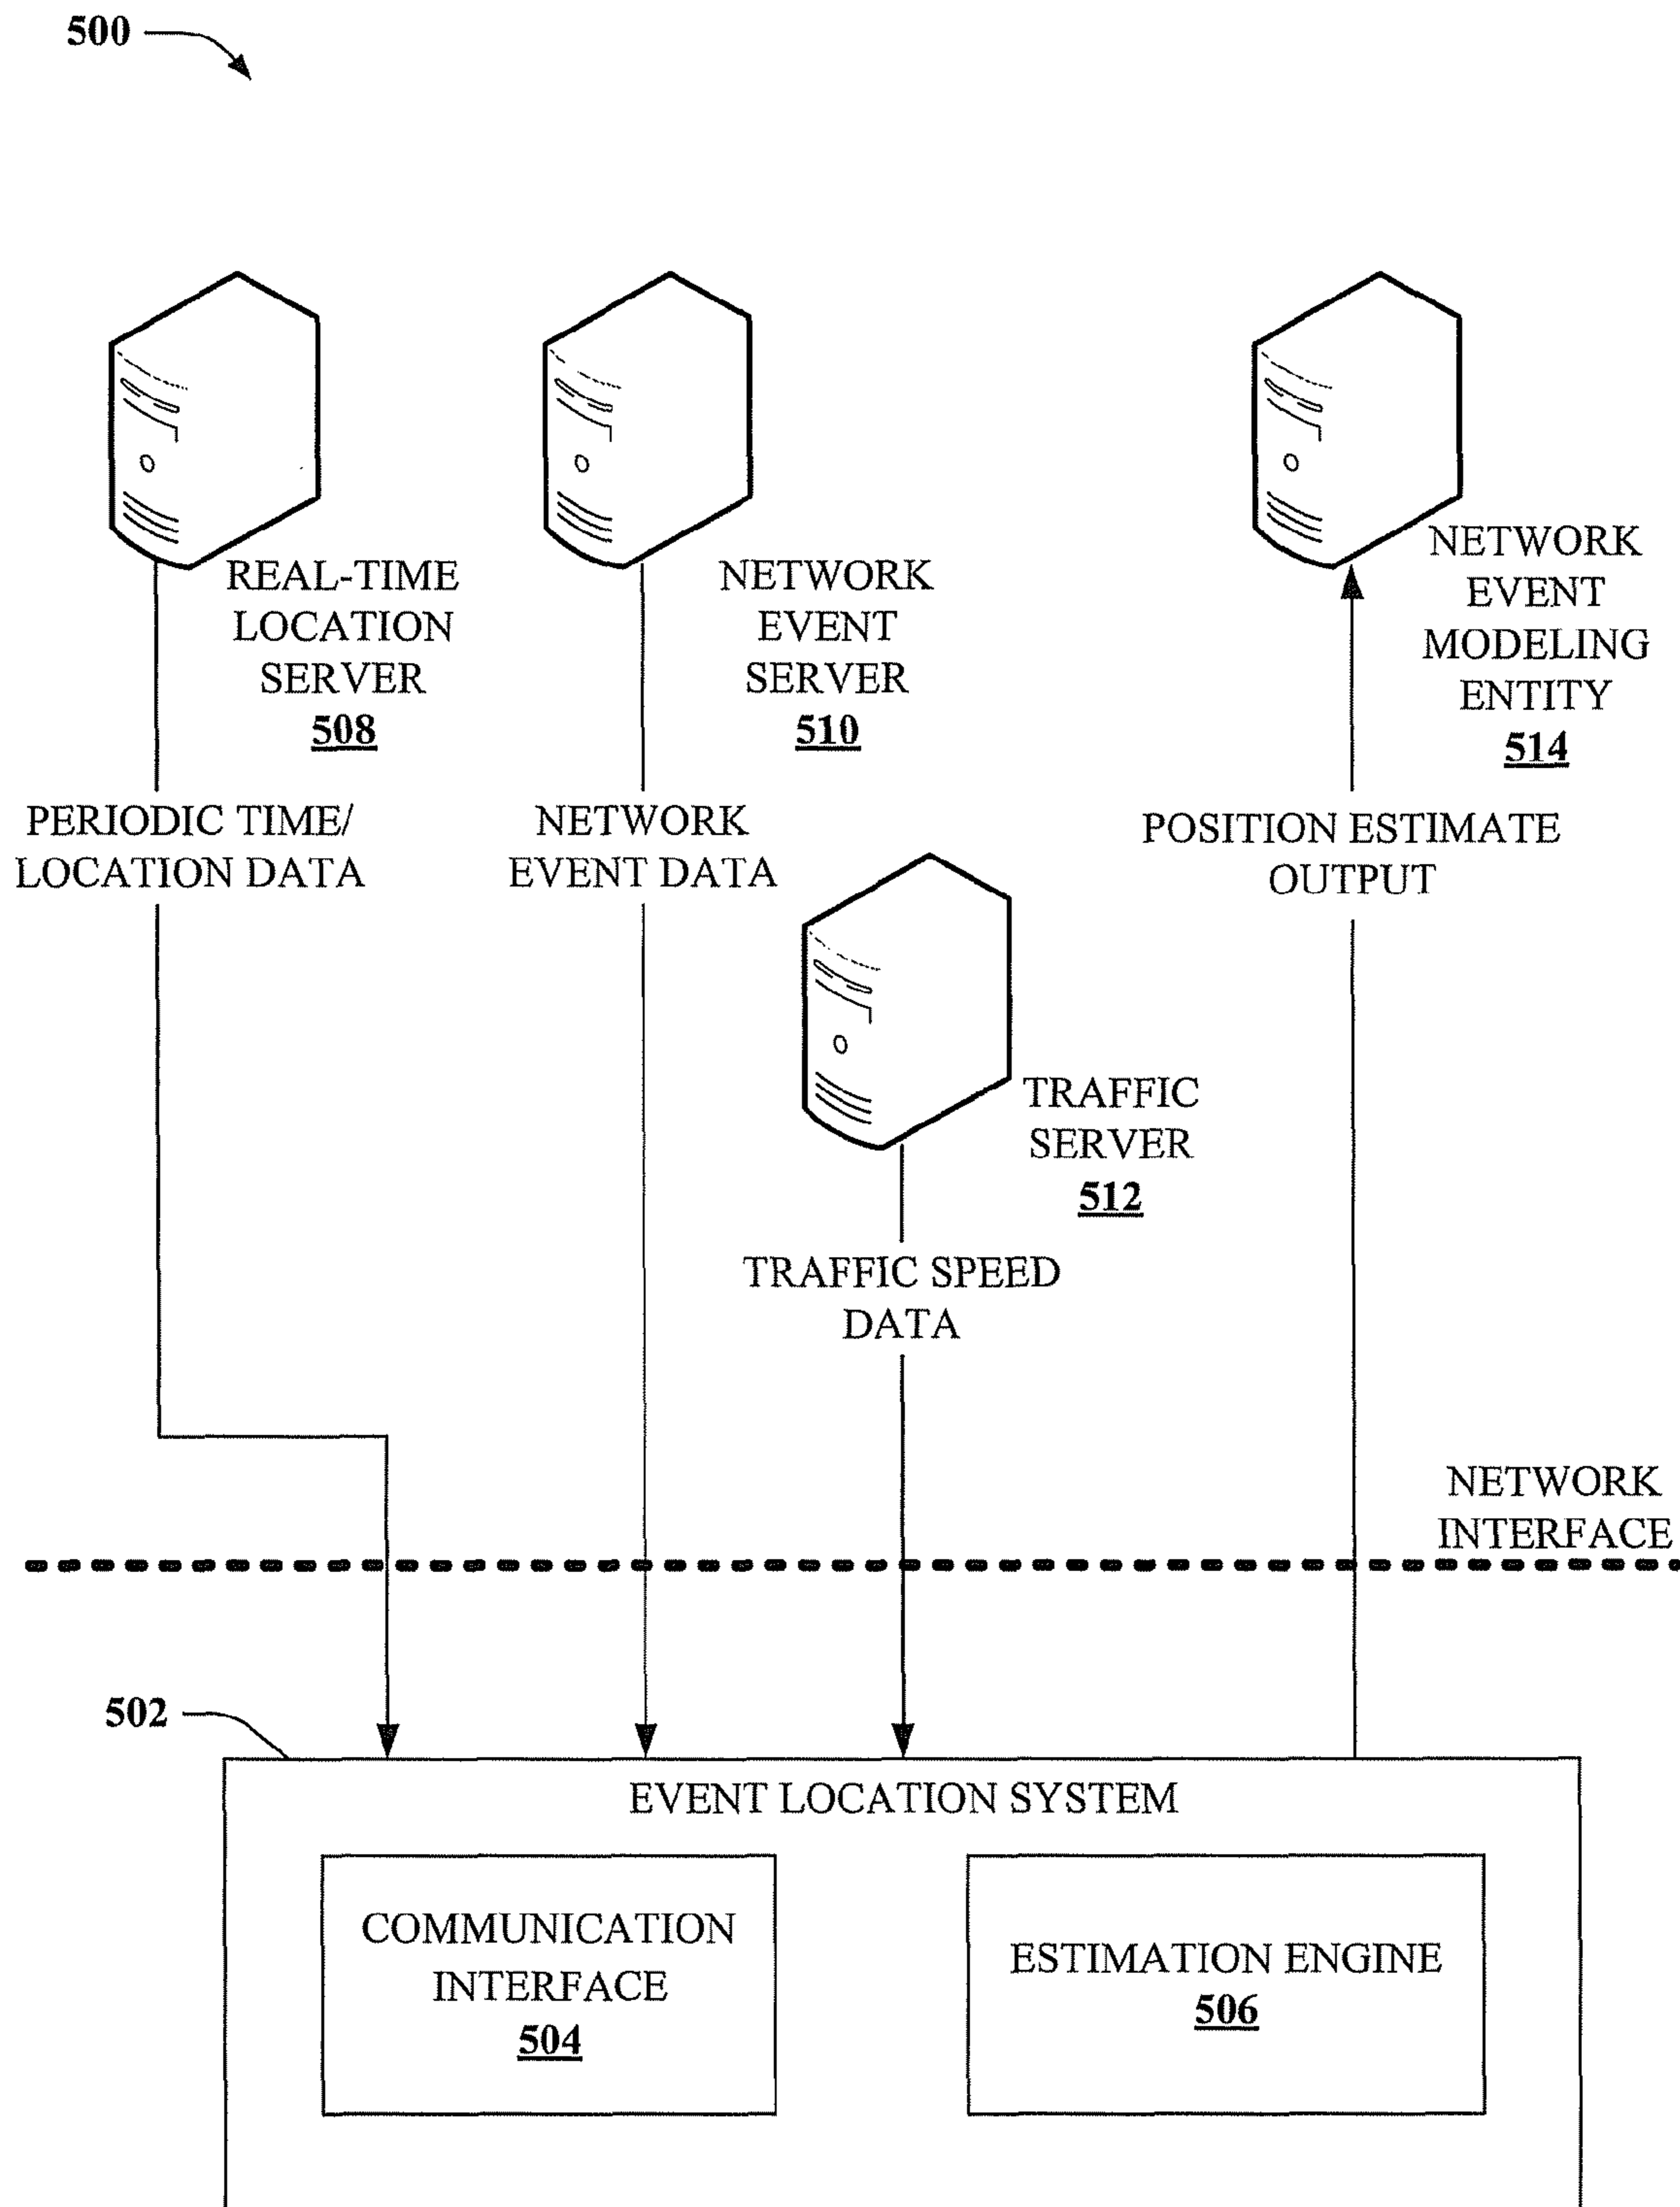 500
REAL-TIME
LOCATION
SERVER
508
NETWORK
EVENT
SERVER
510
NETWORK
EVENT
MODELING
ENTITY
514
PERIODIC TIME/
LOCATION DATA
NETWORK
EVENT DATA
POSITION ESTIMATE
OUTPUT
TRAFFIC
SERVER
512
TRAFFIC SPEED
DATA
NETWORK
INTERFACE
502
EVENT LOCATION SYSTEM
COMMUNICATION
INTERFACE
504
ESTIMATION ENGINE
506